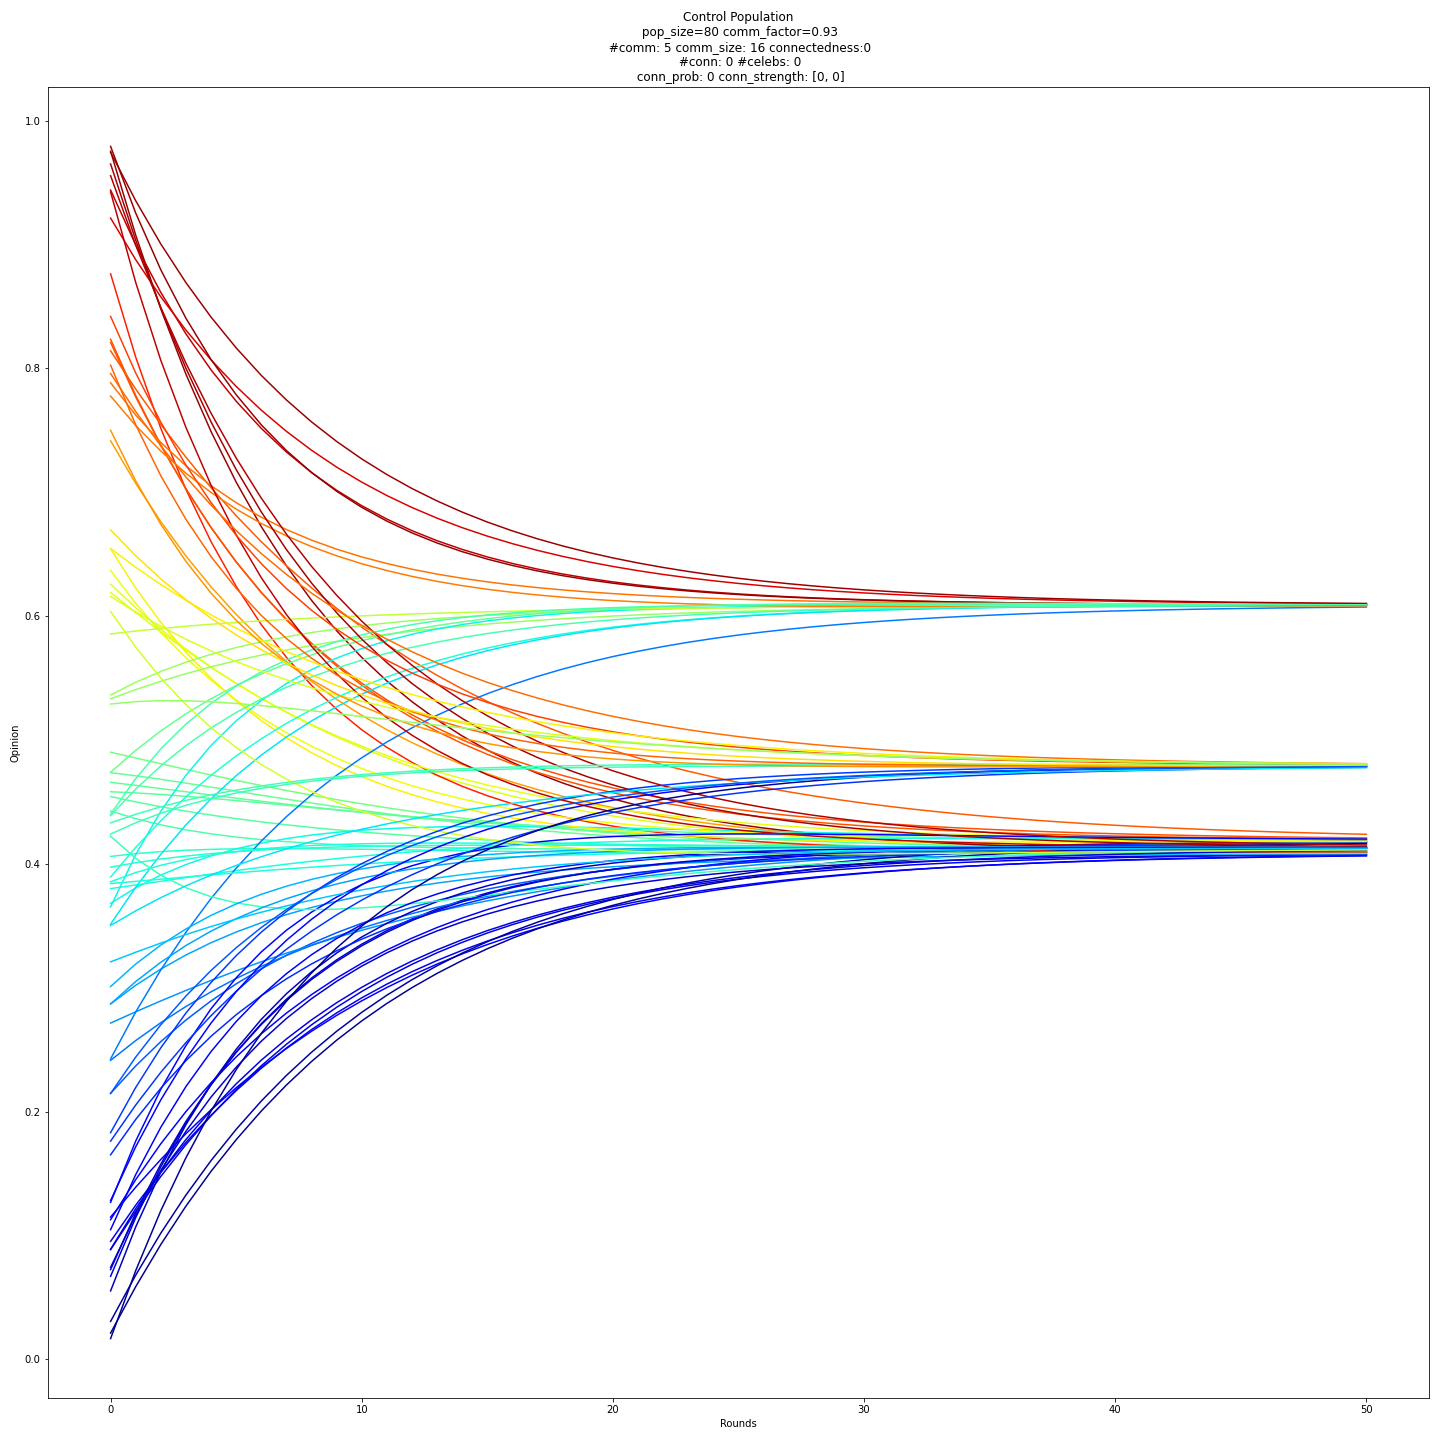 Control Population
pop_size=80 comm_factor=0.93
#comm: 5 comm_size: 16 connectedness:0
#conn: 0 #celebs: 0
conn_prob: 0 conn_strength: [0, 0]
1.0
0.8
0.6
Opinion
0.4
0.2
0.0
0 10 20 30 40 50
Rounds